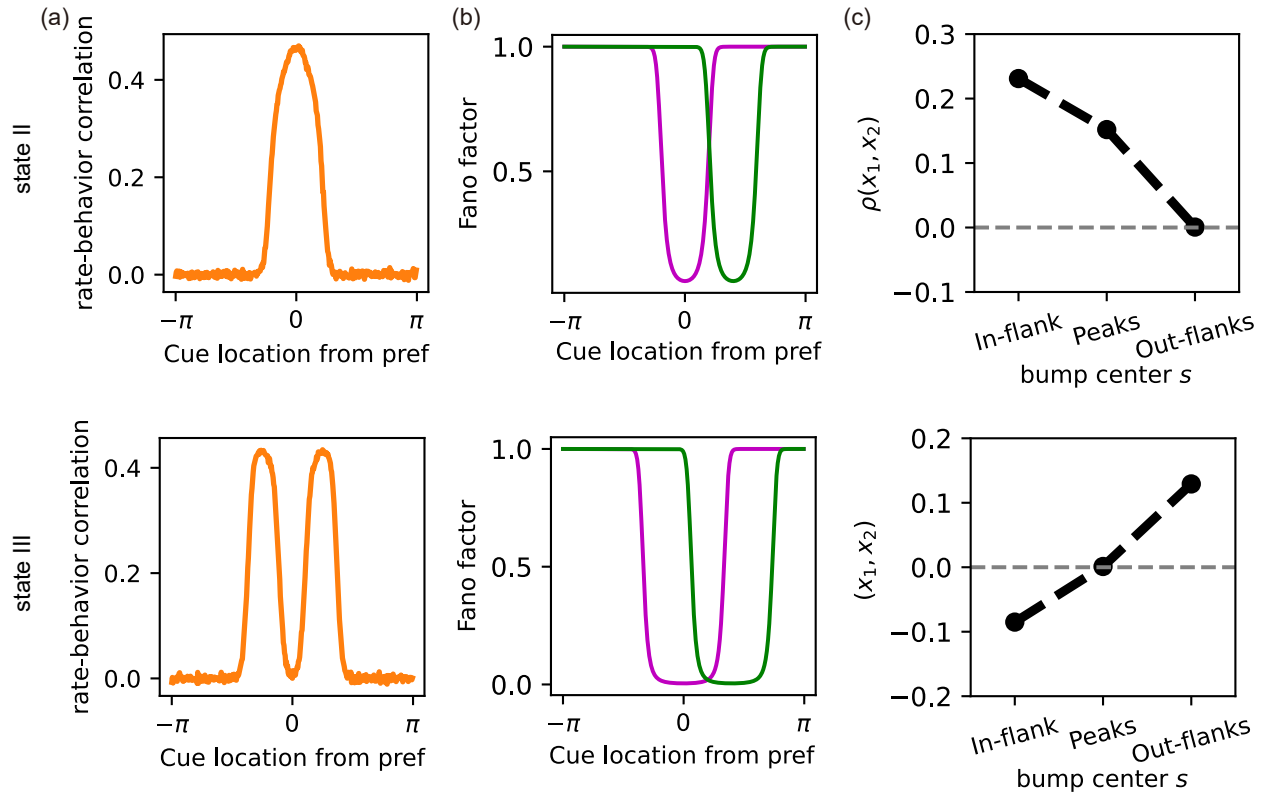 (a)
(b)
(c)
state II
rate-behavior correlation
0.4
0.2
0.0
−π
0
π
Cue location from pref
Fano factor
1.0
0.5
−π
0
π
Cue location from pref
ρ(x₁, x₂)
0.3
0.2
0.1
0.0
−0.1
In-flank
Peaks
Out-flanks
bump center s
state III
rate-behavior correlation
0.4
0.2
0.0
−π
0
π
Cue location from pref
Fano factor
1.0
0.5
0.0
−π
0
π
Cue location from pref
(x₁, x₂)
0.2
0.1
0.0
−0.1
−0.2
In-flank
Peaks
Out-flanks
bump center s